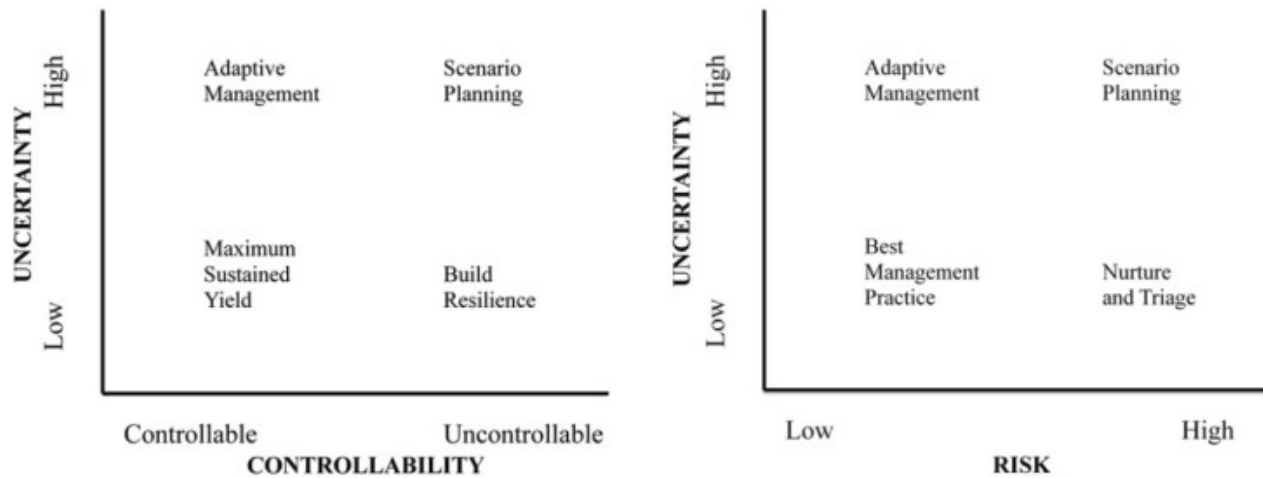 UNCERTAINTY
High
Low
Adaptive
Management
Scenario
Planning
Maximum
Sustained
Yield
Build
Resilience
Controllable
Uncontrollable
CONTROLLABILITY
UNCERTAINTY
High
Low
Adaptive
Management
Scenario
Planning
Best
Management
Practice
Nurture
and Triage
Low
High
RISK